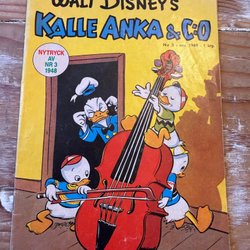 WALT DISNEY'S
KALLE ANKA & C:O
NYTRYCK
AV
NR 3
1948